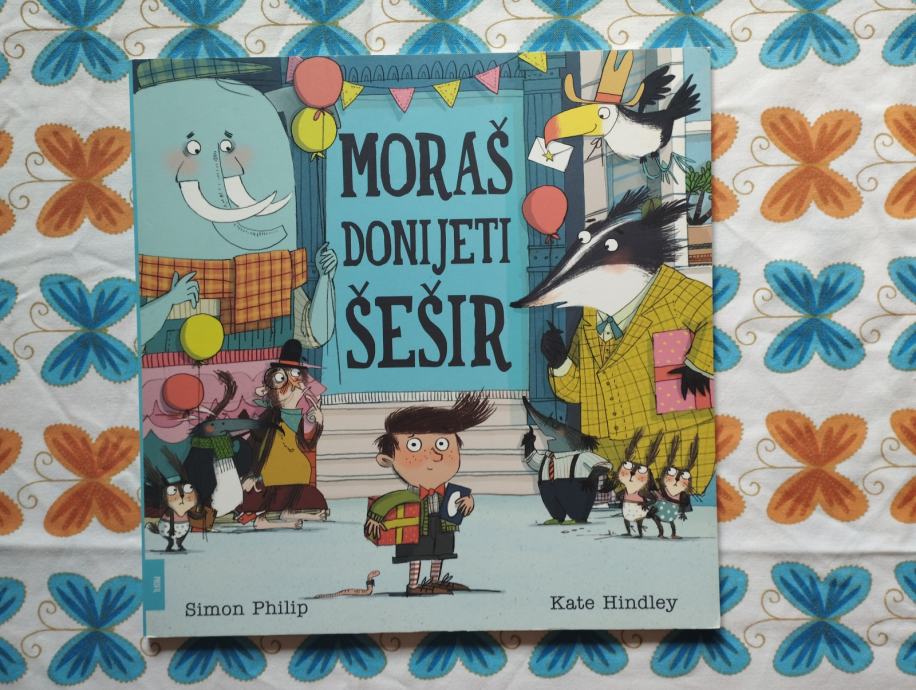 MORAŠ
DONIJETI
ŠEŠIR
Simon Philip
Kate Hindley